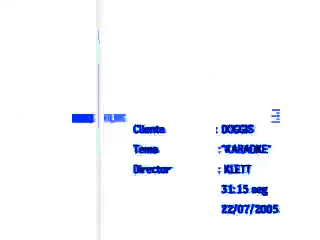 Cliente : DOGGIS
Tema : "KARAOKE"
Director : KLETT
31:15 seg
22/07/2005